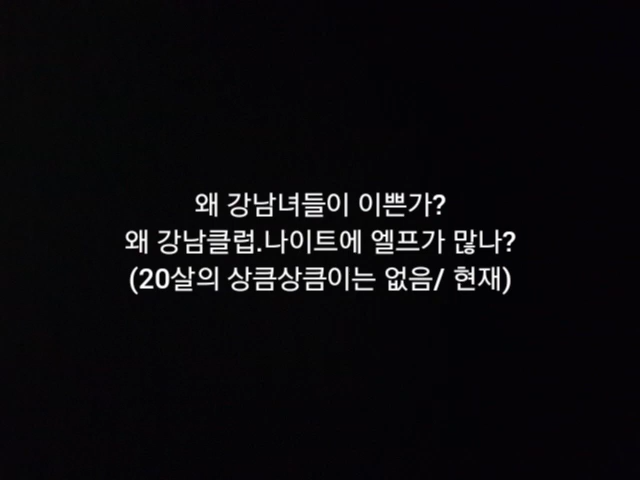 왜 강남녀들이 이쁜가?
왜 강남클럽.나이트에 엘프가 많나?
(20살의 상큼상큼이는 없음/ 현재)